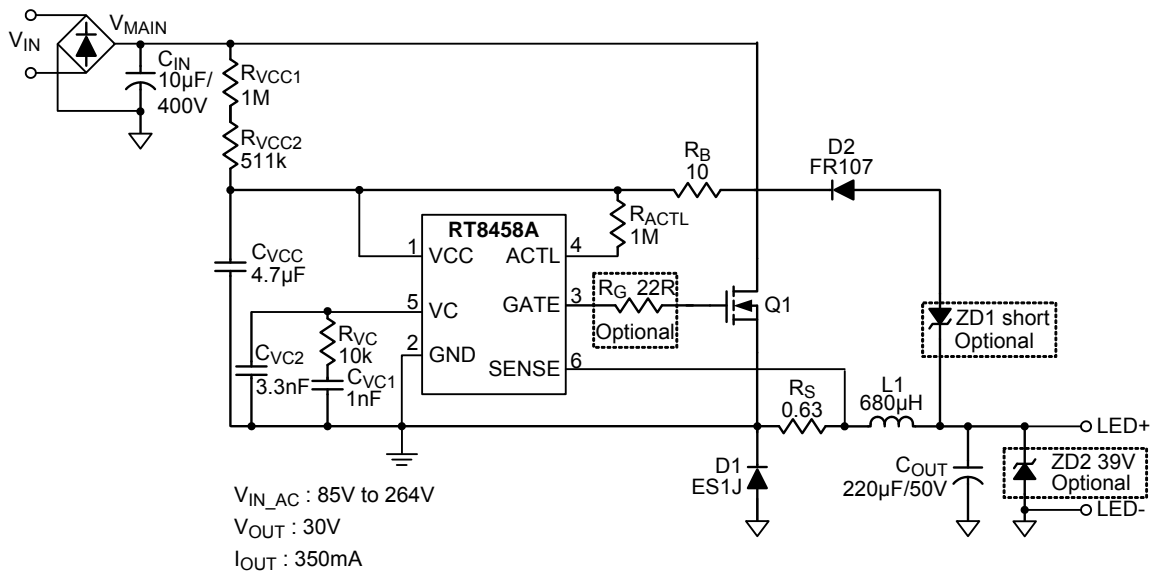 V_IN
V_MAIN
C_IN
10µF/
400V
R_VCC1
1M
R_VCC2
511k
R_B
10
D2
FR107
RT8458A
R_ACTL
1M
1
VCC
ACTL
4
C_VCC
4.7µF
5
VC
GATE
3
R_G 22R
Optional
Q1
ZD1 short
Optional
R_VC
10k
2
GND
SENSE
6
C_VC2
3.3nF
C_VC1
1nF
R_S
0.63
L1
680µH
LED+
D1
ES1J
C_OUT
220µF/50V
ZD2 39V
Optional
LED-
V_IN_AC : 85V to 264V
V_OUT : 30V
I_OUT : 350mA